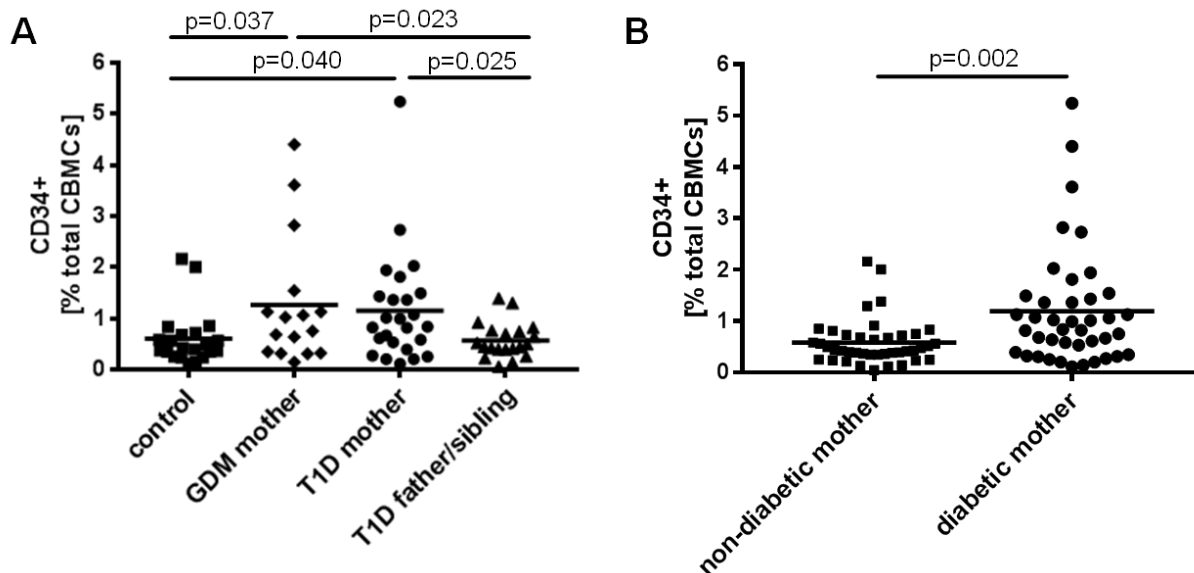 A
p=0.037
p=0.023
p=0.040
p=0.025
CD34+
[% total CBMCs]
6
5
4
3
2
1
0
control
GDM mother
T1D mother
T1D father/sibling
B
p=0.002
CD34+
[% total CBMCs]
6
5
4
3
2
1
0
non-diabetic mother
diabetic mother